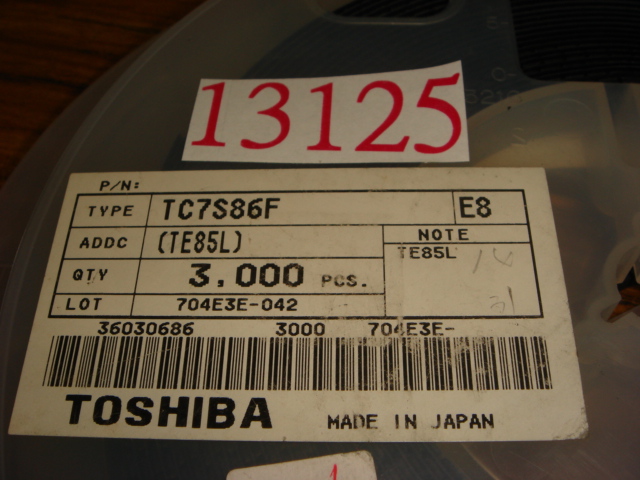 13125
P/N:
TYPE TC7S86F E8
ADDC (TE85L) NOTE
TE85L
QTY 3,000 PCS.
LOT 704E3E-042
36030686 3000 704E3E-
TOSHIBA MADE IN JAPAN
1